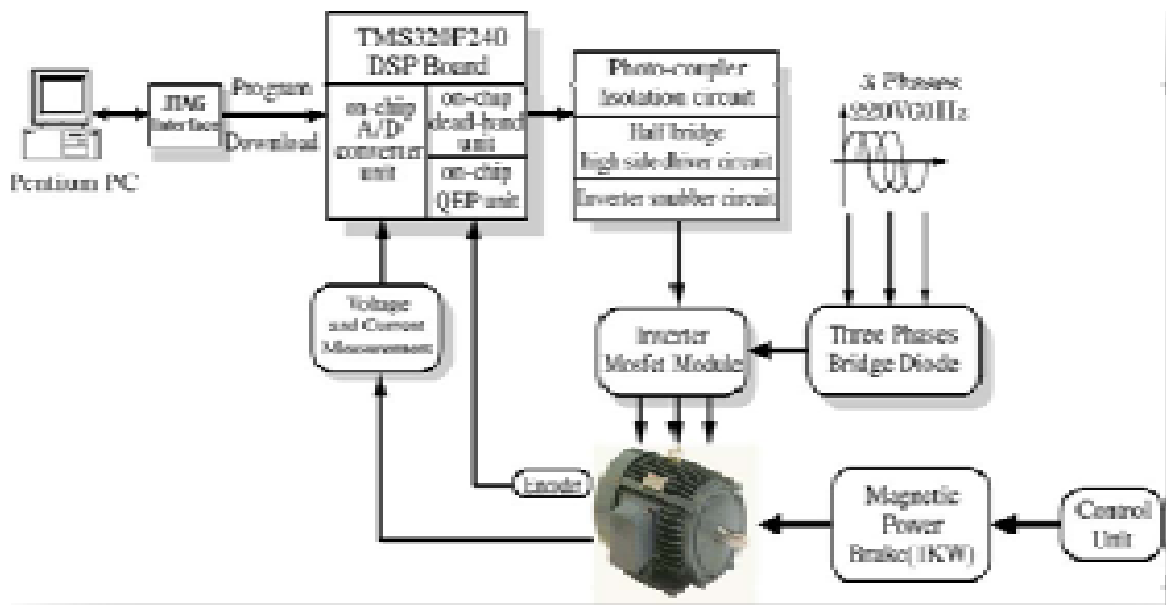 TMS320F240
DSP Board
on-chip
A/D
converter
unit
on-chip
dead-band
unit
on-chip
QEP unit
Photo-coupler
Isolation circuit
Half bridge
high side-driver circuit
Inverter snubber circuit
3 Phases
220V60Hz
JTAG
Interface
Program
Download
Pentium PC
Voltage
and Current
Measurement
Inverter
Mosfet Module
Three Phases
Bridge Diode
Encoder
Magnetic
Power
Brake(1KW)
Control
Unit